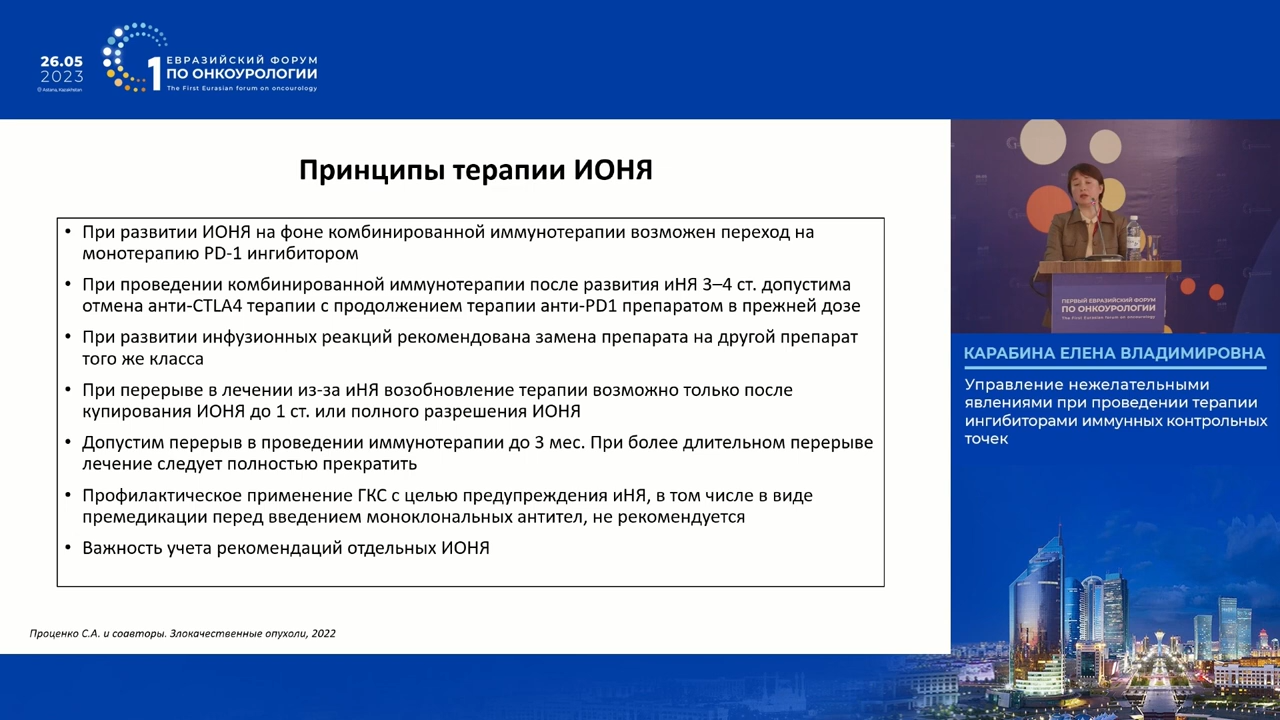 26.05
2023
Astana, Kazakhstan
1
ЕВРАЗИЙСКИЙ ФОРУМ
ПО ОНКОУРОЛОГИИ
The First Eurasian forum on oncourology
Принципы терапии ИОНЯ
• При развитии ИОНЯ на фоне комбинированной иммунотерапии возможен переход на
монотерапию PD-1 ингибитором
• При проведении комбинированной иммунотерапии после развития иНЯ 3–4 ст. допустима
отмена анти-CTLA4 терапии с продолжением терапии анти-PD1 препаратом в прежней дозе
• При развитии инфузионных реакций рекомендована замена препарата на другой препарат
того же класса
• При перерыве в лечении из-за иНЯ возобновление терапии возможно только после
купирования ИОНЯ до 1 ст. или полного разрешения ИОНЯ
• Допустим перерыв в проведении иммунотерапии до 3 мес. При более длительном перерыве
лечение следует полностью прекратить
• Профилактическое применение ГКС с целью предупреждения иНЯ, в том числе в виде
премедикации перед введением моноклональных антител, не рекомендуется
• Важность учета рекомендаций отдельных ИОНЯ
Проценко С.А. и соавторы. Злокачественные опухоли, 2022
ПЕРВЫЙ ЕВРАЗИЙСКИЙ ФОРУМ
ПО ОНКОУРОЛОГИИ
The First Eurasian forum on oncourology
КАРАБИНА ЕЛЕНА ВЛАДИМИРОВНА
Управление нежелательными
явлениями при проведении терапии
ингибиторами иммунных контрольных
точек